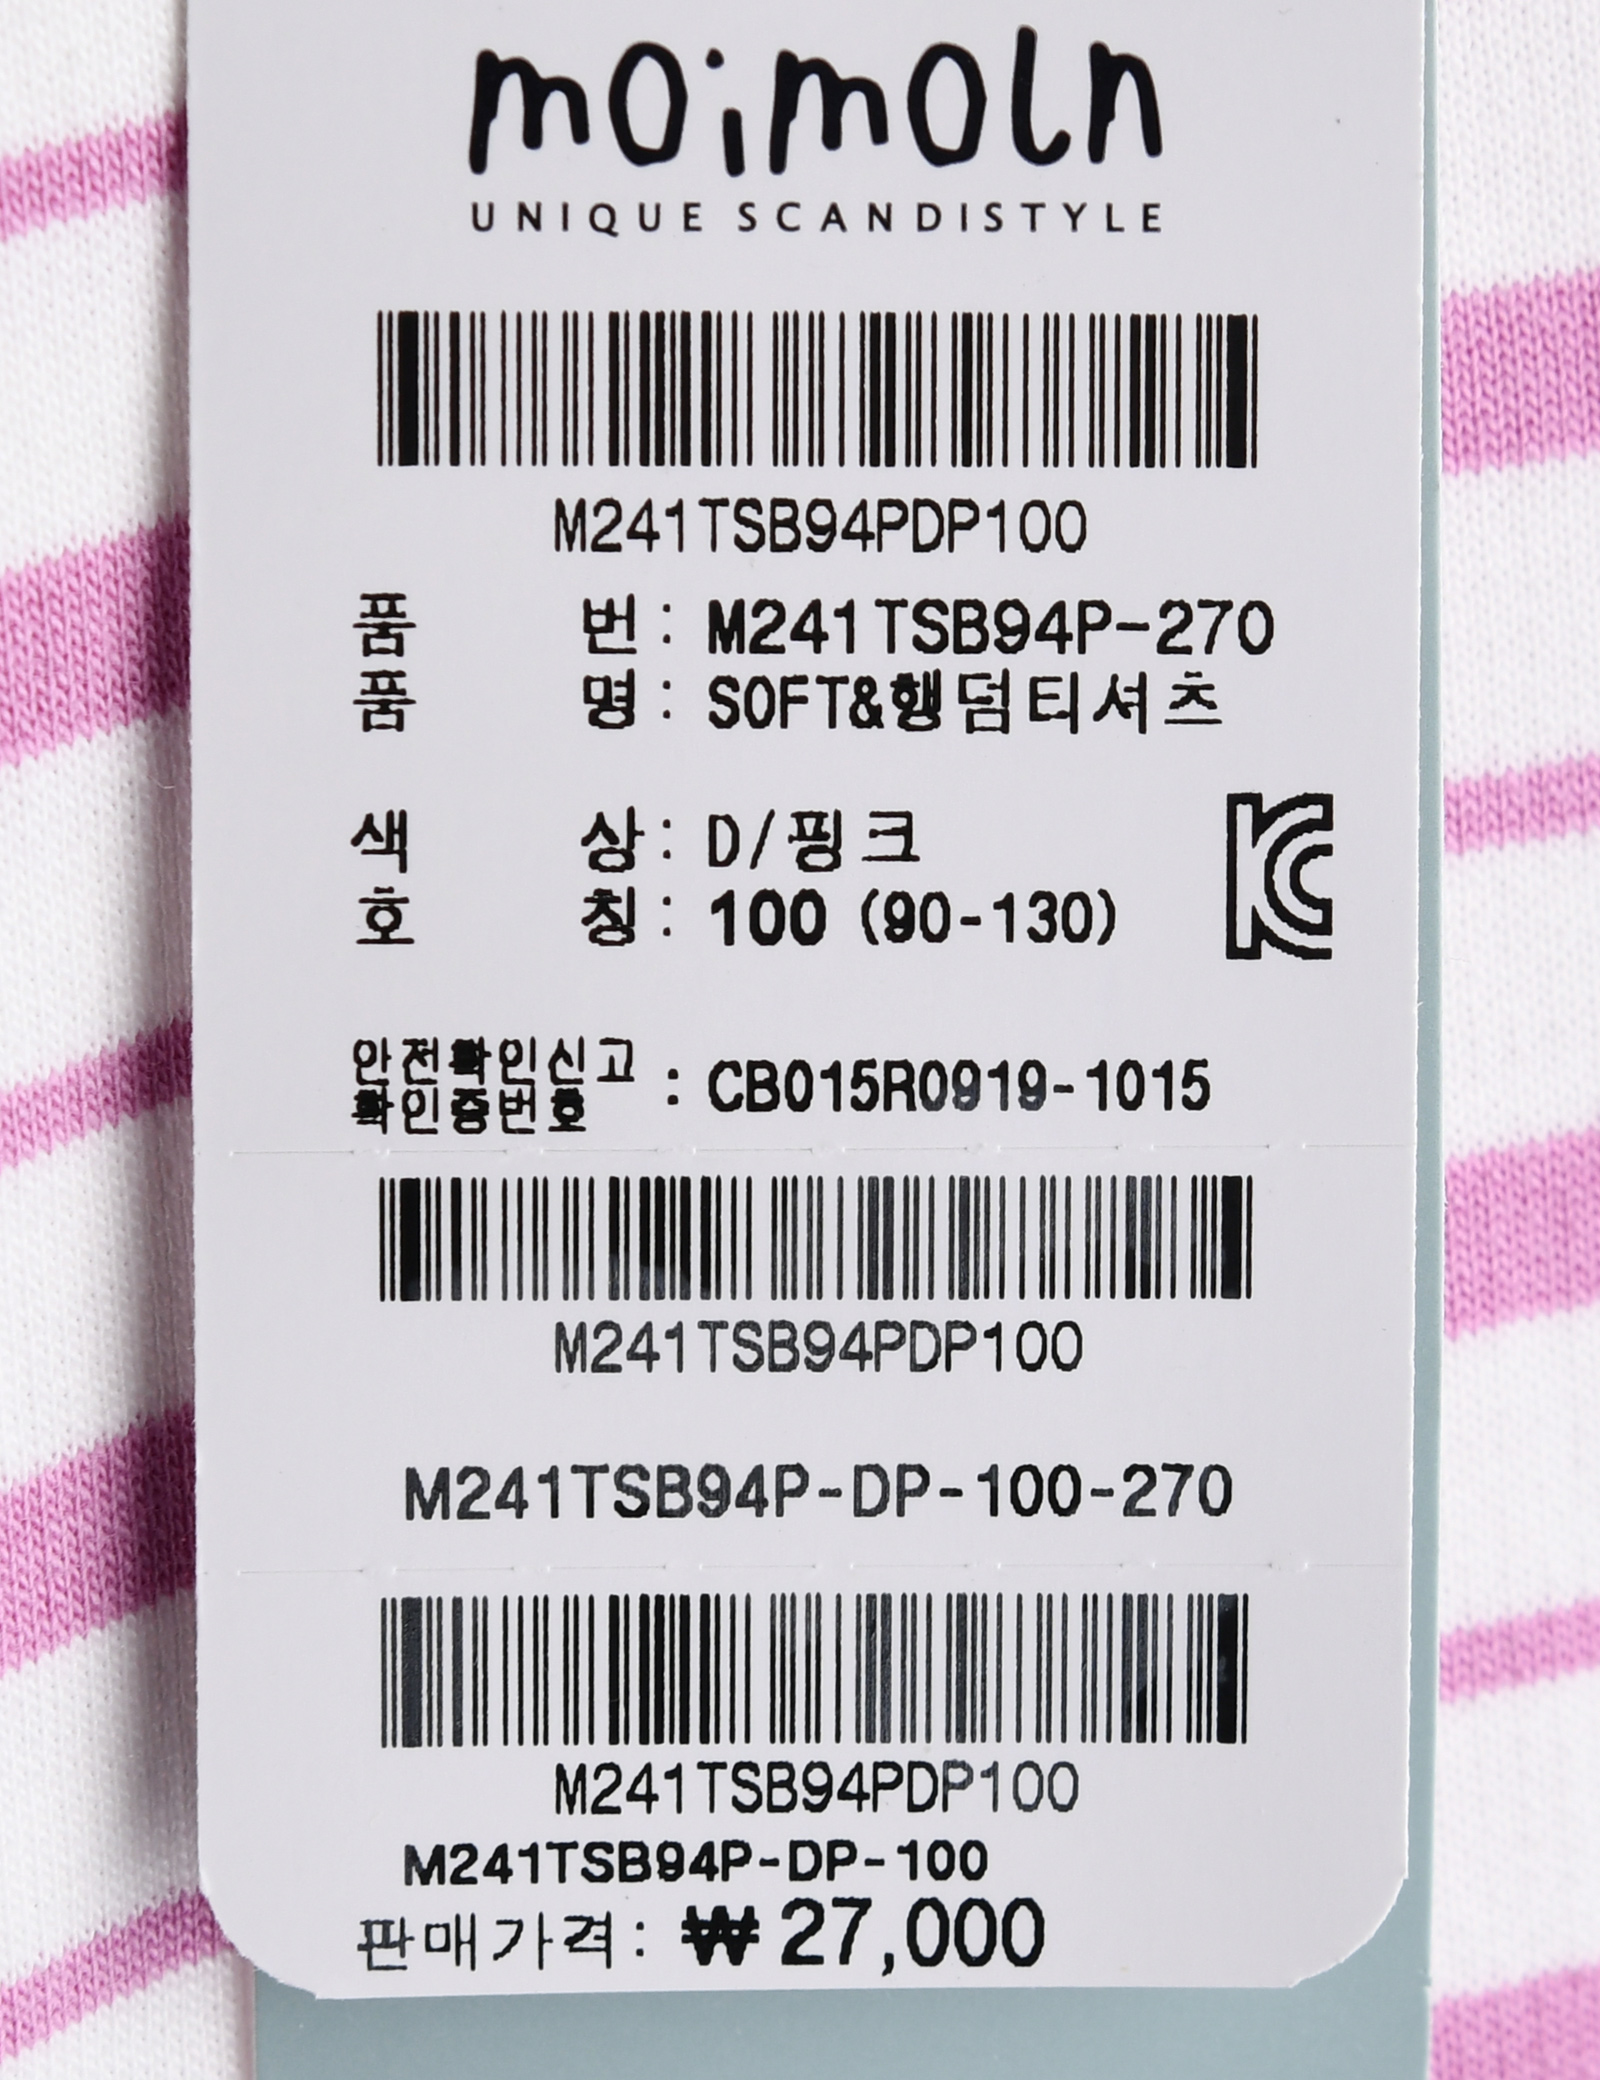 moimoln
UNIQUE SCANDISTYLE
M241TSB94PDP100
품 번 : M241TSB94P-270
품 명 : SOFT&행덤티셔츠
색 상 : D/핑크
호 칭 : 100 (90-130)
KC
안전확인신고
확인증번호 : CB015R0919-1015
M241TSB94PDP100
M241TSB94P-DP-100-270
M241TSB94PDP100
M241TSB94P-DP-100
판매가격 : ₩27,000